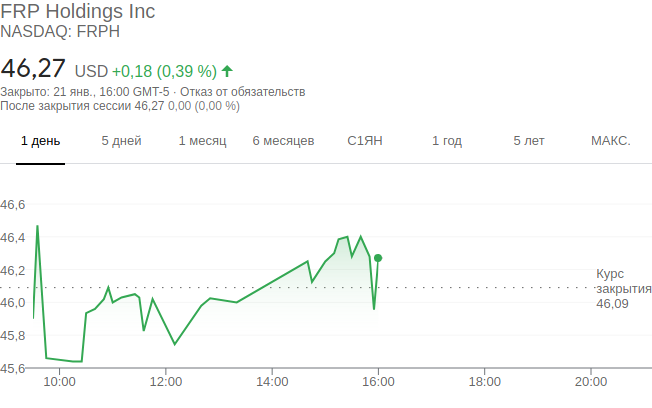 FRP Holdings Inc
NASDAQ: FRPH
46,27 USD +0,18 (0,39 %)
Закрыто: 21 янв., 16:00 GMT-5 · Отказ от обязательств
После закрытия сессии 46,27 0,00 (0,00 %)
1 день 5 дней 1 месяц 6 месяцев С1ЯН 1 год 5 лет МАКС.
46,6
46,4
46,2
46,0
45,8
45,6
Курс
закрытия
46,09
10:00 12:00 14:00 16:00 18:00 20:00